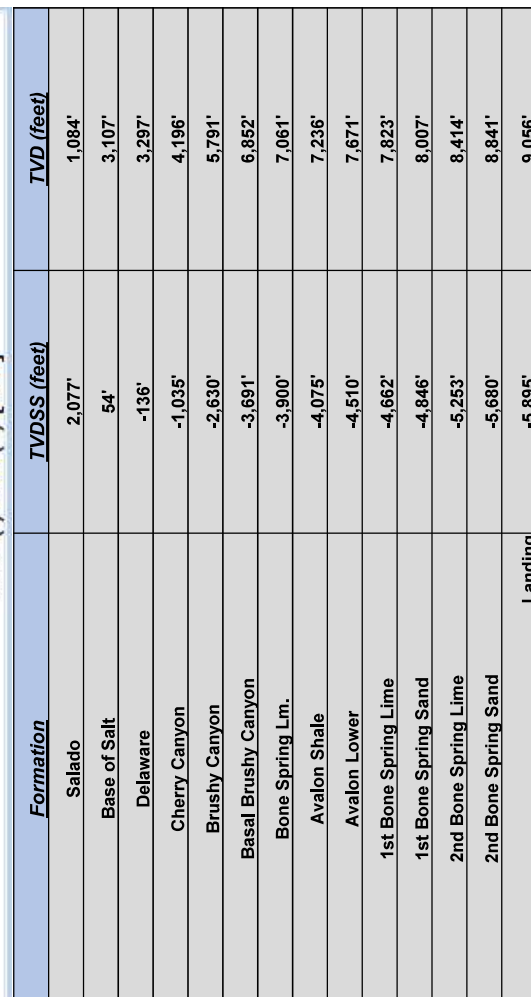 Formation TVDSS (feet) TVD (feet)
Salado 2,077' 1,084'
Base of Salt 54' 3,107'
Delaware -136' 3,297'
Cherry Canyon -1,035' 4,196'
Brushy Canyon -2,630' 5,791'
Basal Brushy Canyon -3,691' 6,852'
Bone Spring Lm. -3,900' 7,061'
Avalon Shale -4,075' 7,236'
Avalon Lower -4,510' 7,671'
1st Bone Spring Lime -4,662' 7,823'
1st Bone Spring Sand -4,846' 8,007'
2nd Bone Spring Lime -5,253' 8,414'
2nd Bone Spring Sand -5,680' 8,841'
Landing -5,895' 9,056'